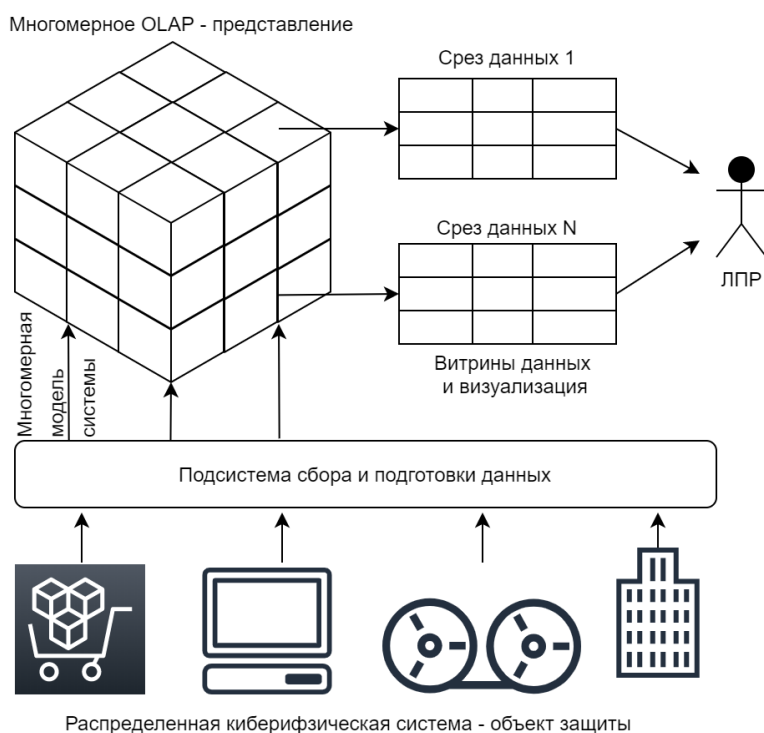 Многомерное OLAP - представление
Срез данных 1
Срез данных N
ЛПР
Витрины данных
и визуализация
Многомерная
модель
системы
Подсистема сбора и подготовки данных
Распределенная киберифзическая система - объект защиты